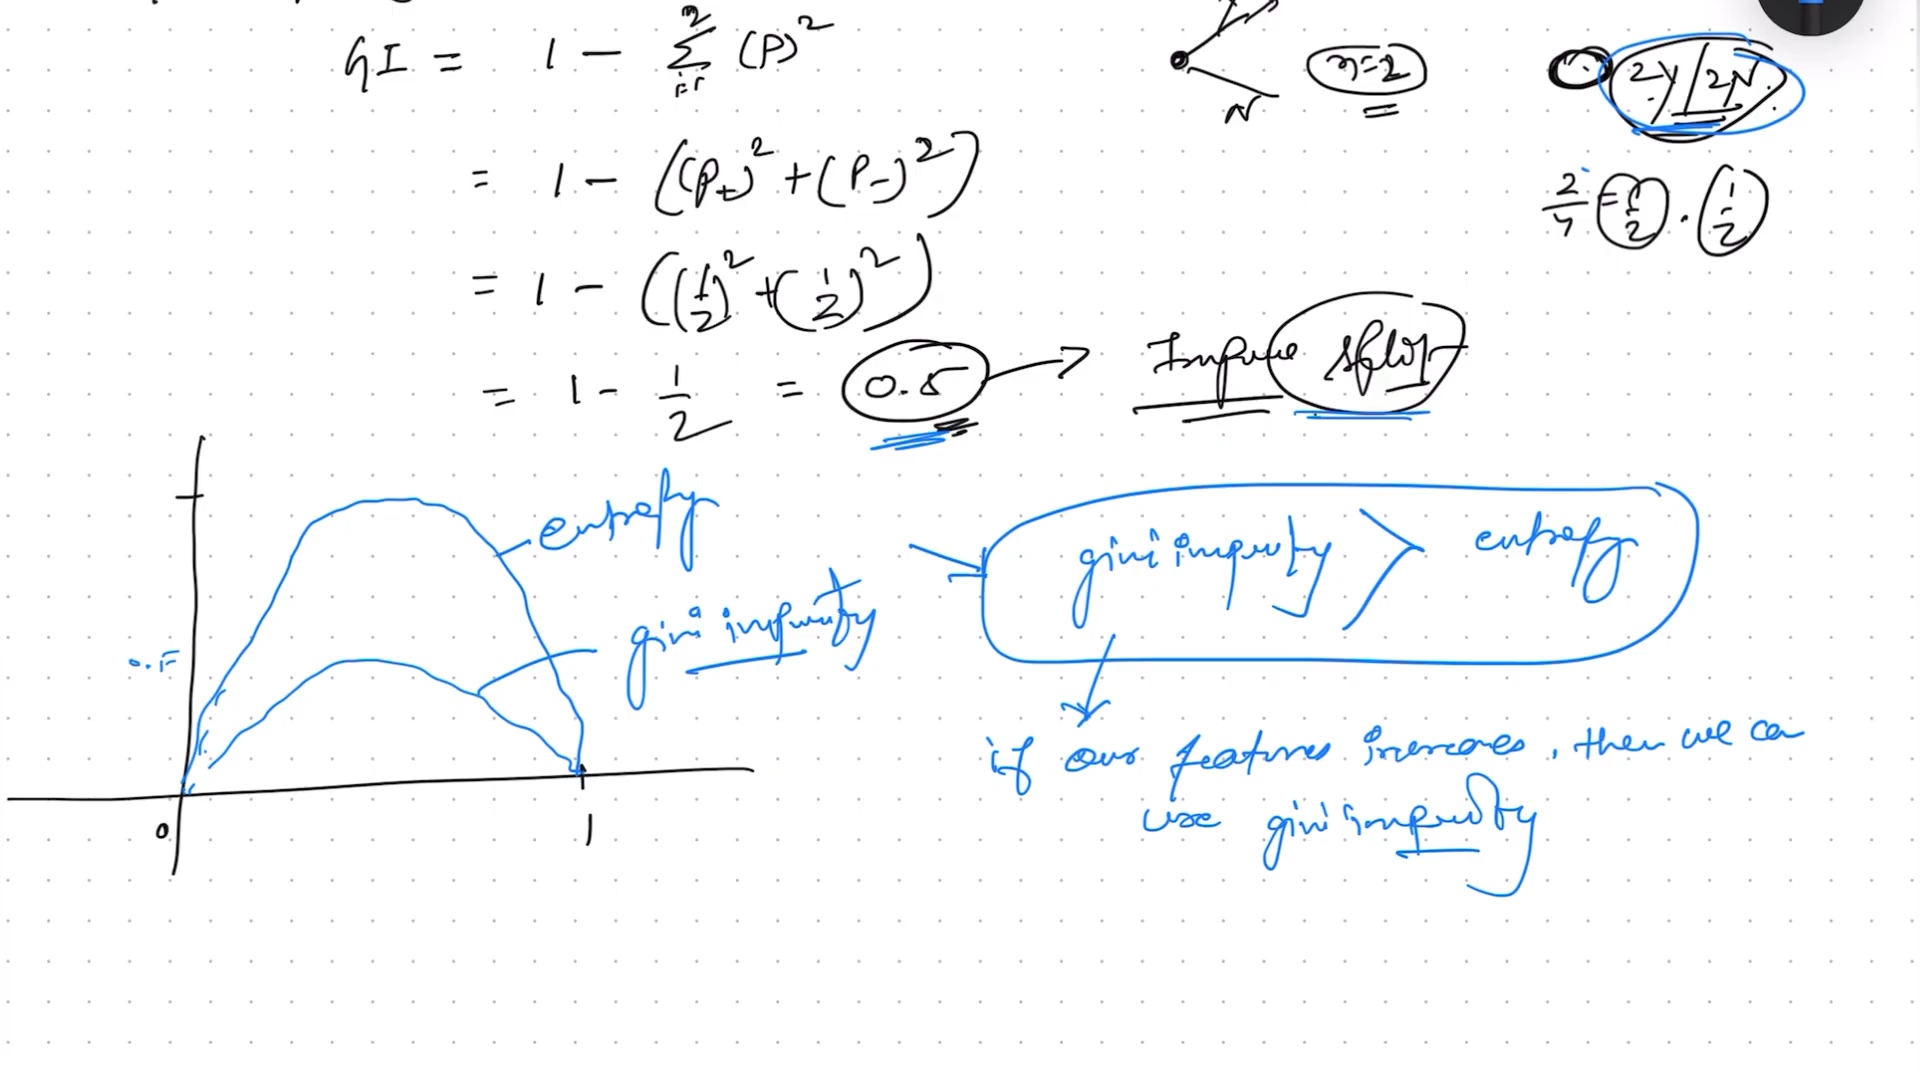 GI = 1 - 2Σi=1 (P)²
Y
N
n=2
2Y/2N
= 1 - ((P+)² + (P-)²)
2/4 = 1/2 . 1/2
= 1 - ((1/2)² + (1/2)²)
= 1 - 1/2 = 0.5 → Impure split
entropy
gini impurity
gini impurity > entropy
0.5
0
1
if our features increases, then we can
use gini impurity